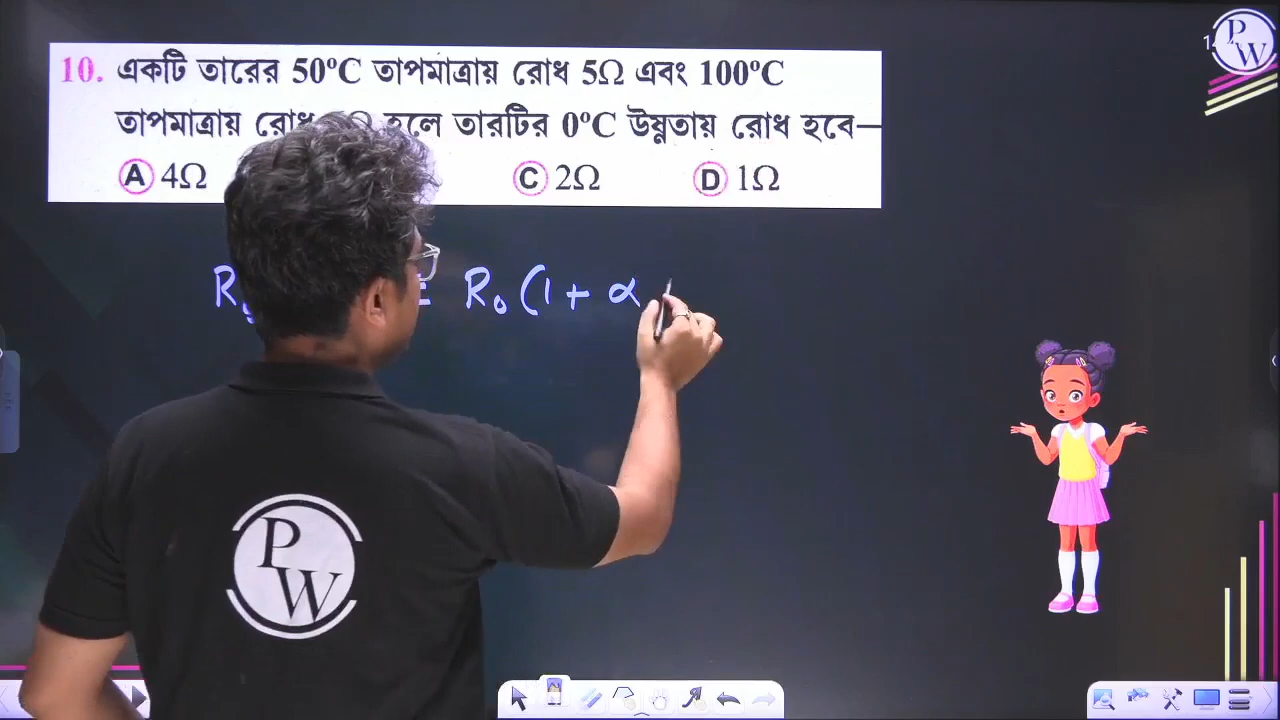 10. একটি তারের 50°C তাপমাত্রায় রোধ 5Ω এবং 100°C
তাপমাত্রায় রোধ হলে তারটির 0°C উষ্ণতায় রোধ হবে—
A 4Ω C 2Ω D 1Ω
R = R₀ (1 + α
PW
PW